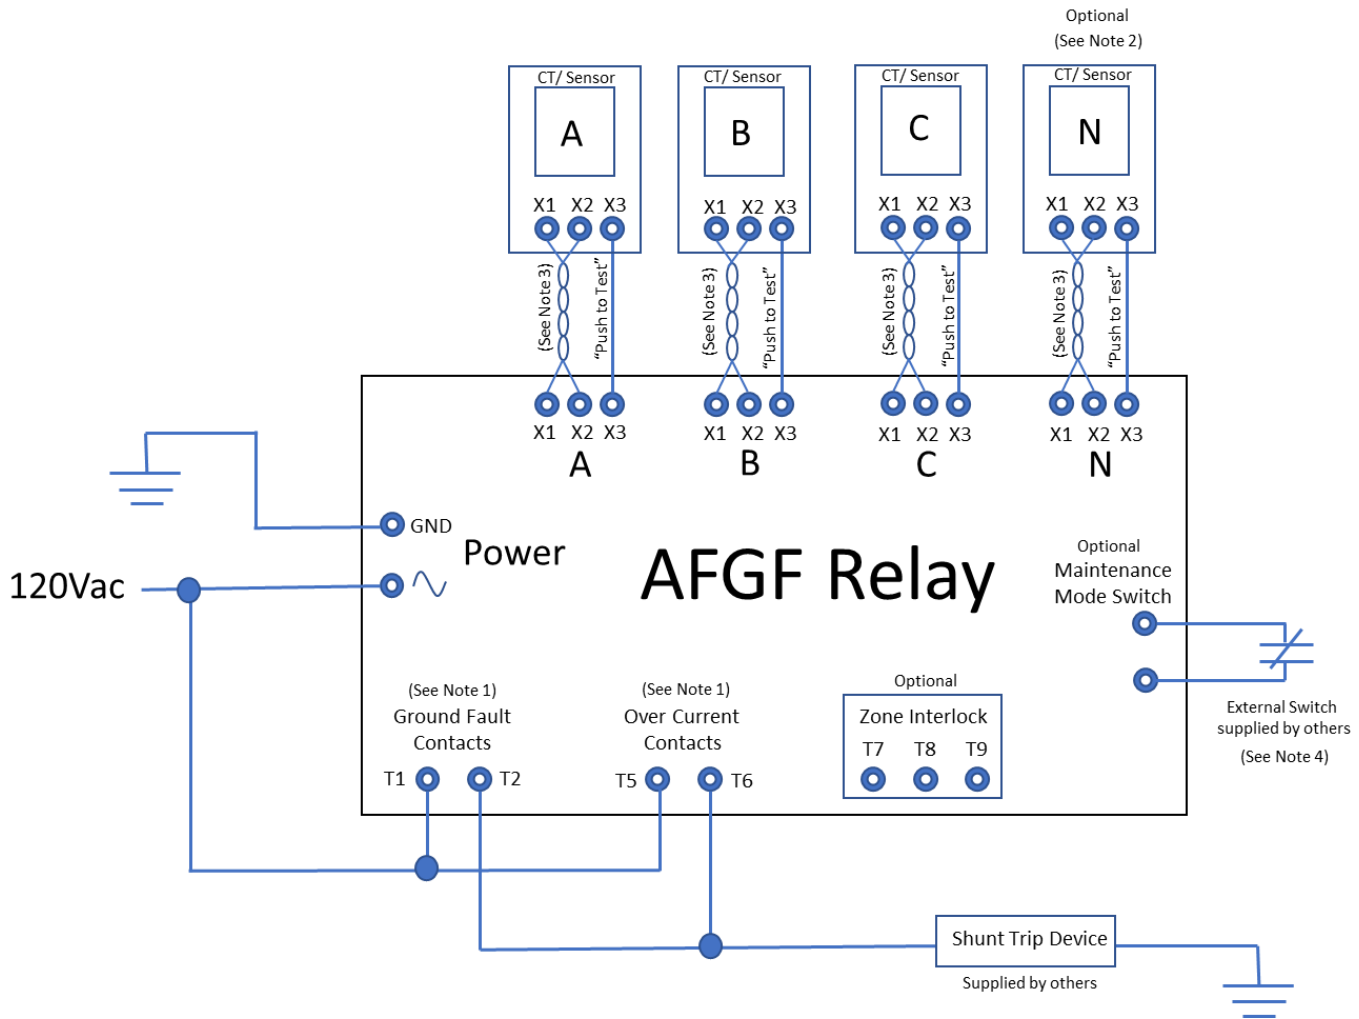 Optional
(See Note 2)
CT/ Sensor
CT/ Sensor
CT/ Sensor
CT/ Sensor
A
B
C
N
X1 X2 X3
X1 X2 X3
X1 X2 X3
X1 X2 X3
(See Note 3)
"Push to Test"
(See Note 3)
"Push to Test"
(See Note 3)
"Push to Test"
(See Note 3)
"Push to Test"
X1 X2 X3
X1 X2 X3
X1 X2 X3
X1 X2 X3
A
B
C
N
GND
Power
120Vac
AFGF Relay
Optional
Maintenance
Mode Switch
External Switch
supplied by others
(See Note 4)
(See Note 1)
Ground Fault
Contacts
T1
T2
(See Note 1)
Over Current
Contacts
T5
T6
Optional
Zone Interlock
T7 T8 T9
Shunt Trip Device
Supplied by others